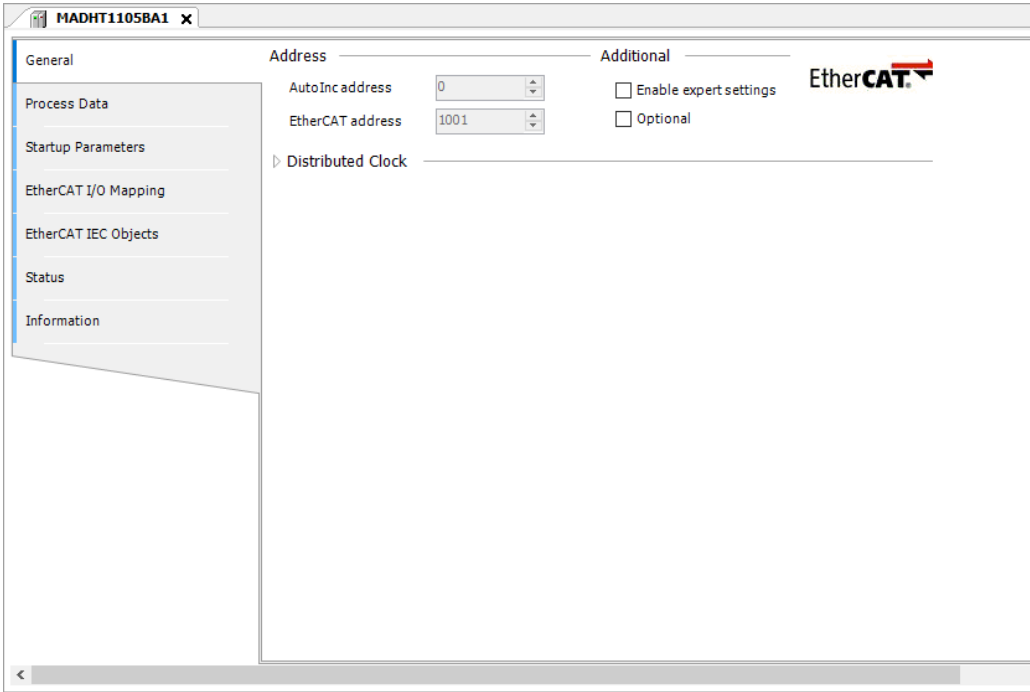 MADHT1105BA1
General
Process Data
Startup Parameters
EtherCAT I/O Mapping
EtherCAT IEC Objects
Status
Information
Address
AutoInc address 0
EtherCAT address 1001
Additional
Enable expert settings
Optional
EtherCAT.
Distributed Clock